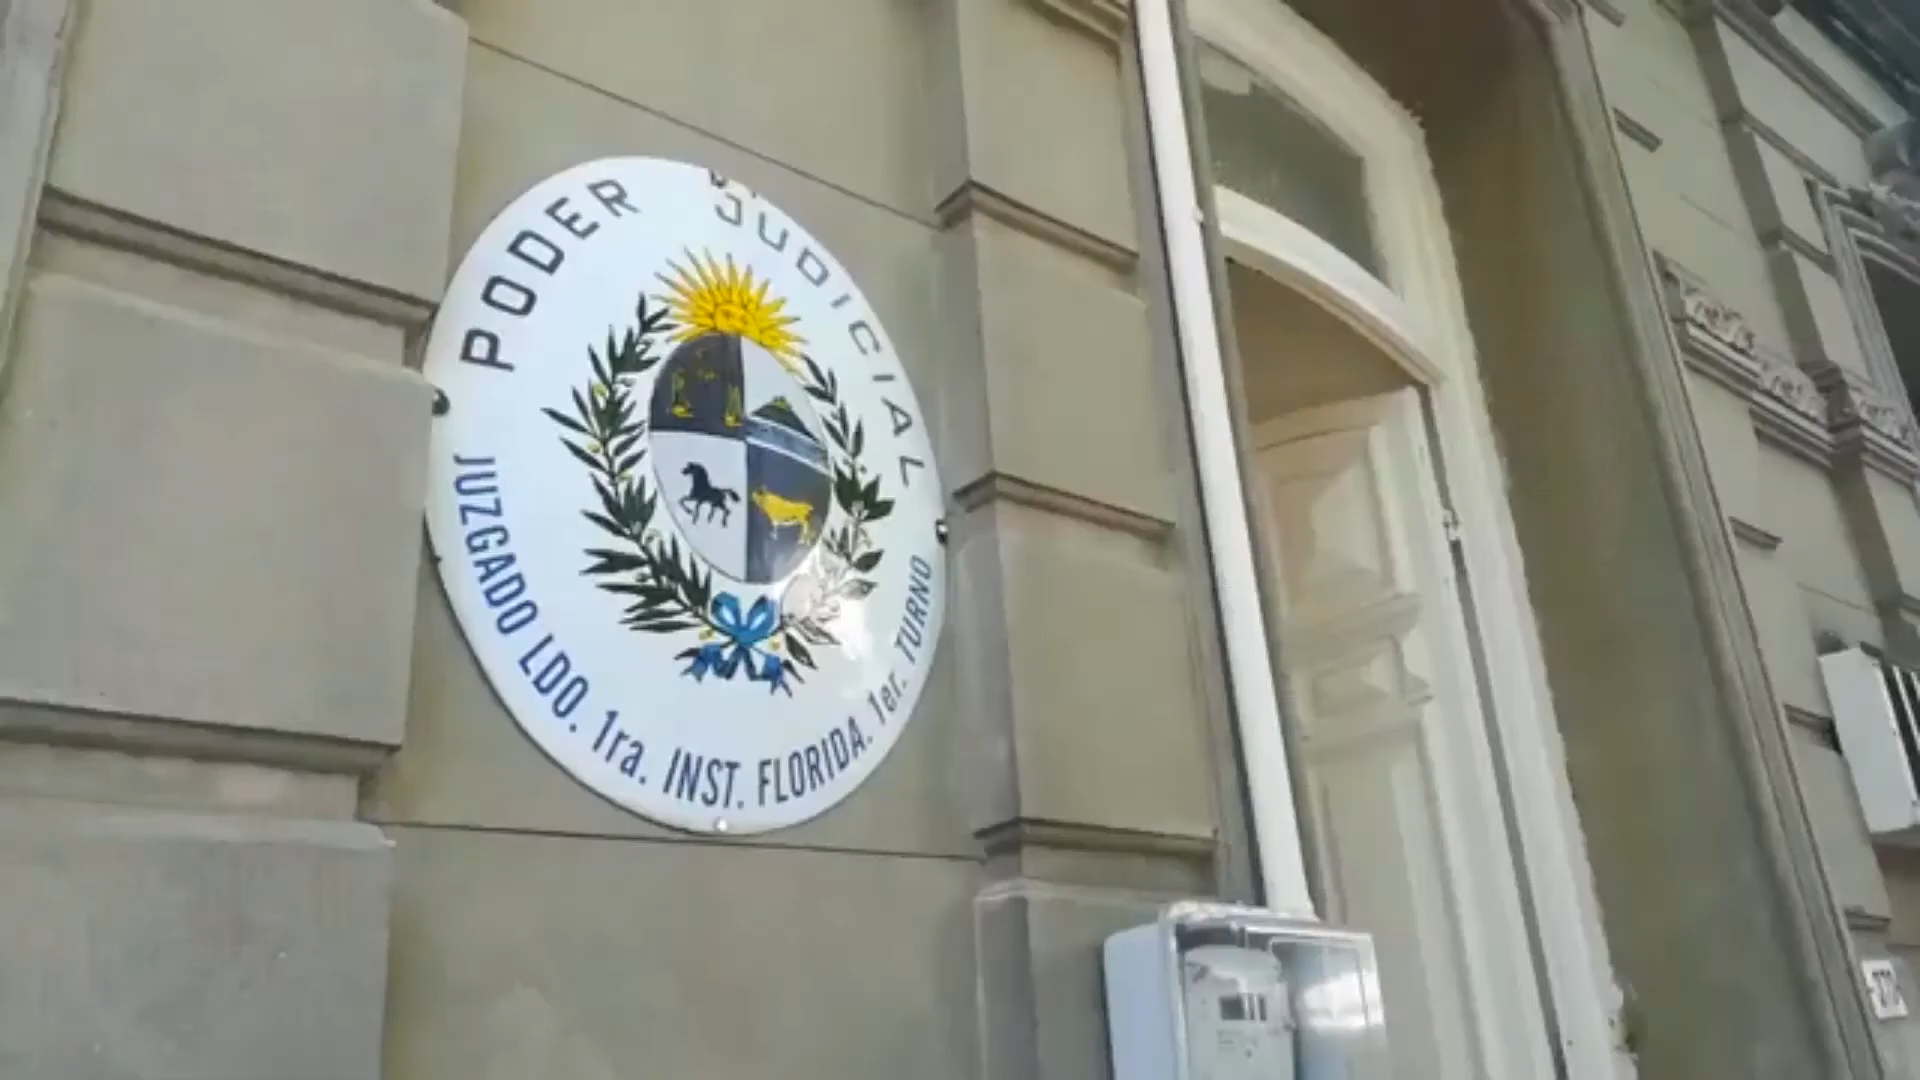 PODER JUDICIAL
JUZGADO LDO. 1ra. INST. FLORIDA. 1er. TURNO